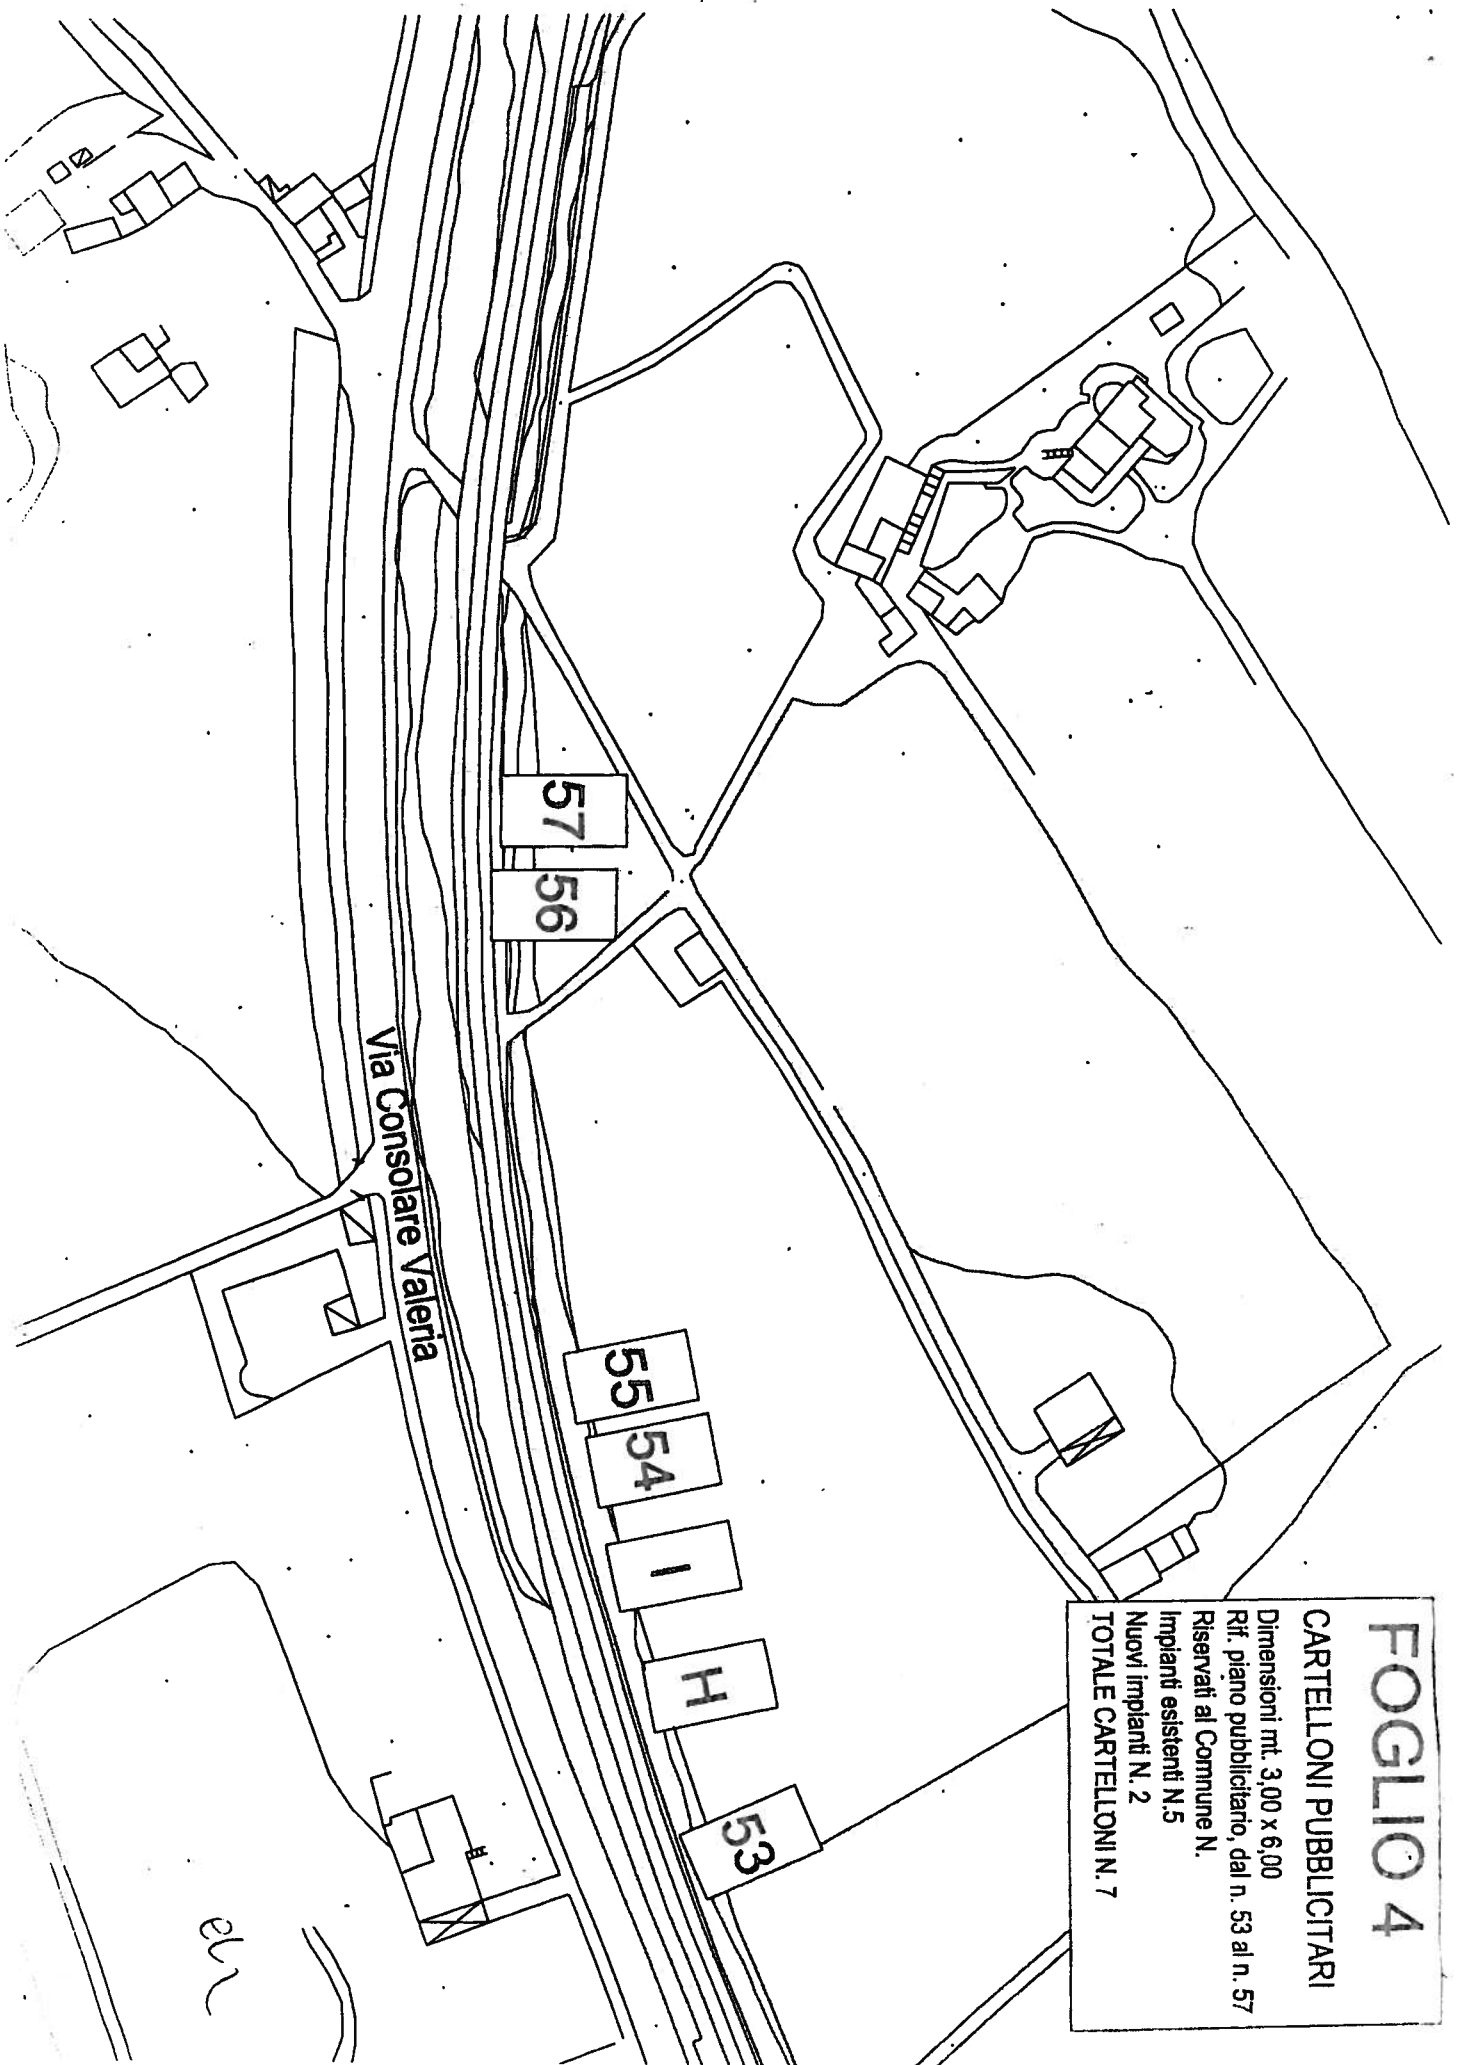 FOGLIO 4
CARTELLONI PUBBLICITARI
Dimensioni mt. 3,00 x 6,00
Rif. piano pubblicitario, dal n. 53 al n. 57
Riservati al Comnune N.
Impianti esistenti N.5
Nuovi impianti N. 2
TOTALE CARTELLONI N. 7
57
56
55
54
I
H
53
Via Consolare Valeria